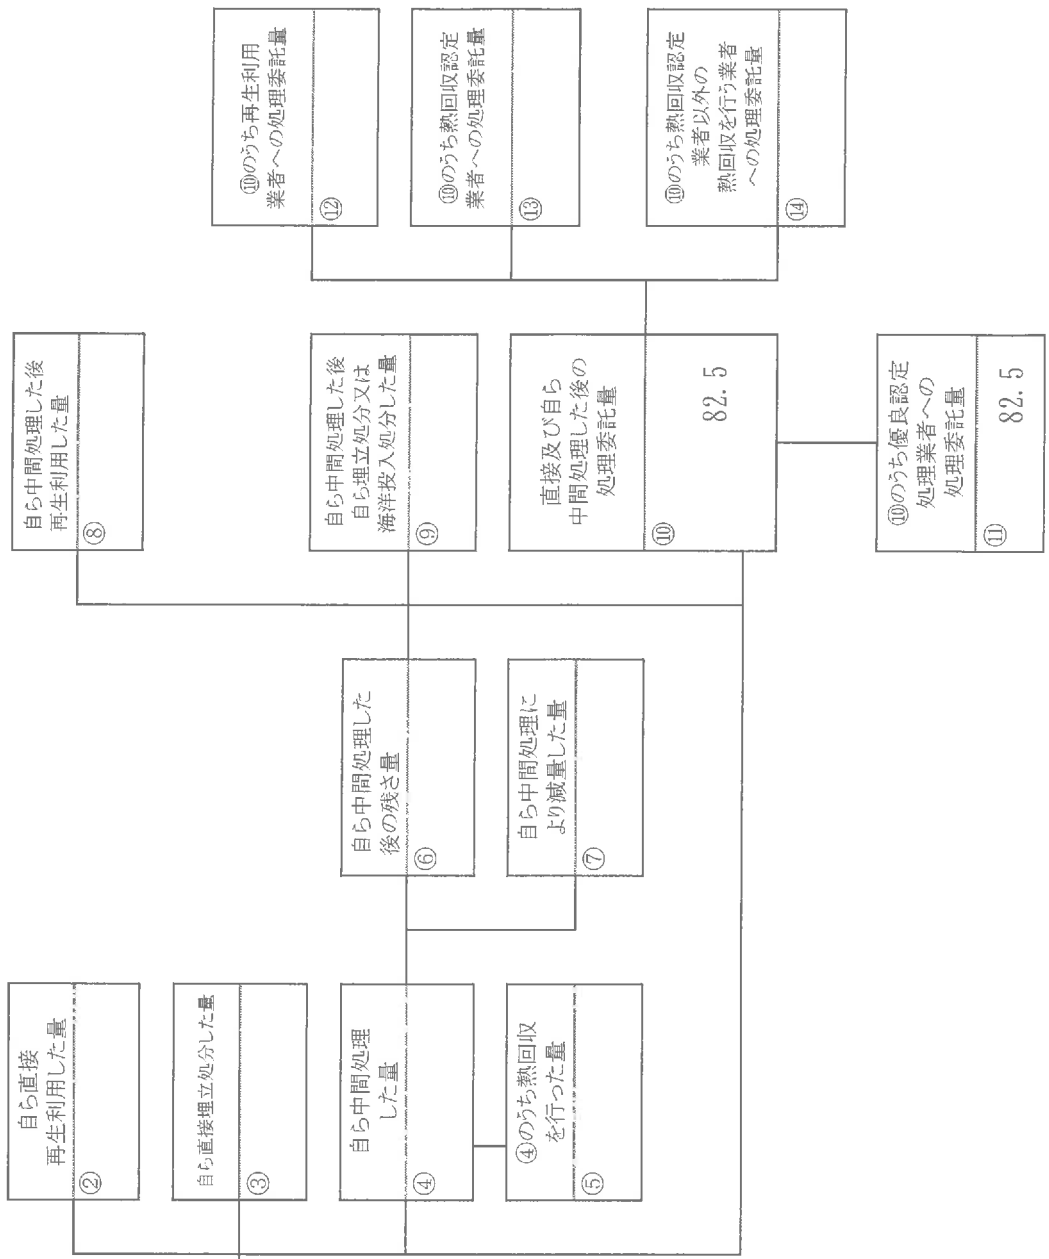 自ら直接
再生利用した量
②
自ら直接埋立処分した量
③
自ら中間処理
した量
④
④のうち熱回収
を行った量
⑤
自ら中間処理した
後の残さ量
⑥
自ら中間処理に
より減量した量
⑦
自ら中間処理した後
再生利用した量
⑧
自ら中間処理した後
自ら埋立処分又は
海洋投入処分した量
⑨
直接及び自ら
中間処理した後の
処理委託量
⑩
82.5
⑩のうち優良認定
処理業者への
処理委託量
⑪
82.5
⑩のうち再生利用
業者への処理委託量
⑫
⑩のうち熱回収認定
業者への処理委託量
⑬
⑩のうち熱回収認定
業者以外の
熱回収を行う業者
への処理委託量
⑭